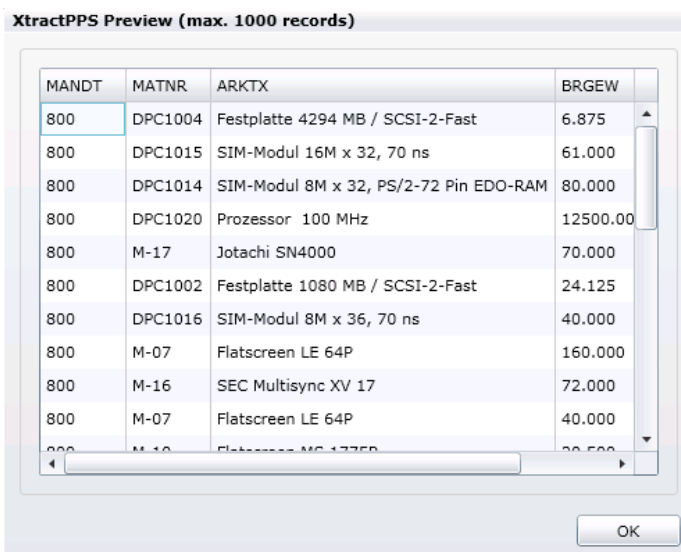 XtractPPS Preview (max. 1000 records)
MANDT MATNR ARKTX BRGEW
800 DPC1004 Festplatte 4294 MB / SCSI-2-Fast 6.875
800 DPC1015 SIM-Modul 16M x 32, 70 ns 61.000
800 DPC1014 SIM-Modul 8M x 32, PS/2-72 Pin EDO-RAM 80.000
800 DPC1020 Prozessor  100 MHz 12500.00
800 M-17 Jotachi SN4000 70.000
800 DPC1002 Festplatte 1080 MB / SCSI-2-Fast 24.125
800 DPC1016 SIM-Modul 8M x 36, 70 ns 40.000
800 M-07 Flatscreen LE 64P 160.000
800 M-16 SEC Multisync XV 17 72.000
800 M-07 Flatscreen LE 64P 40.000
800 Flatscreen MS 1775P
OK